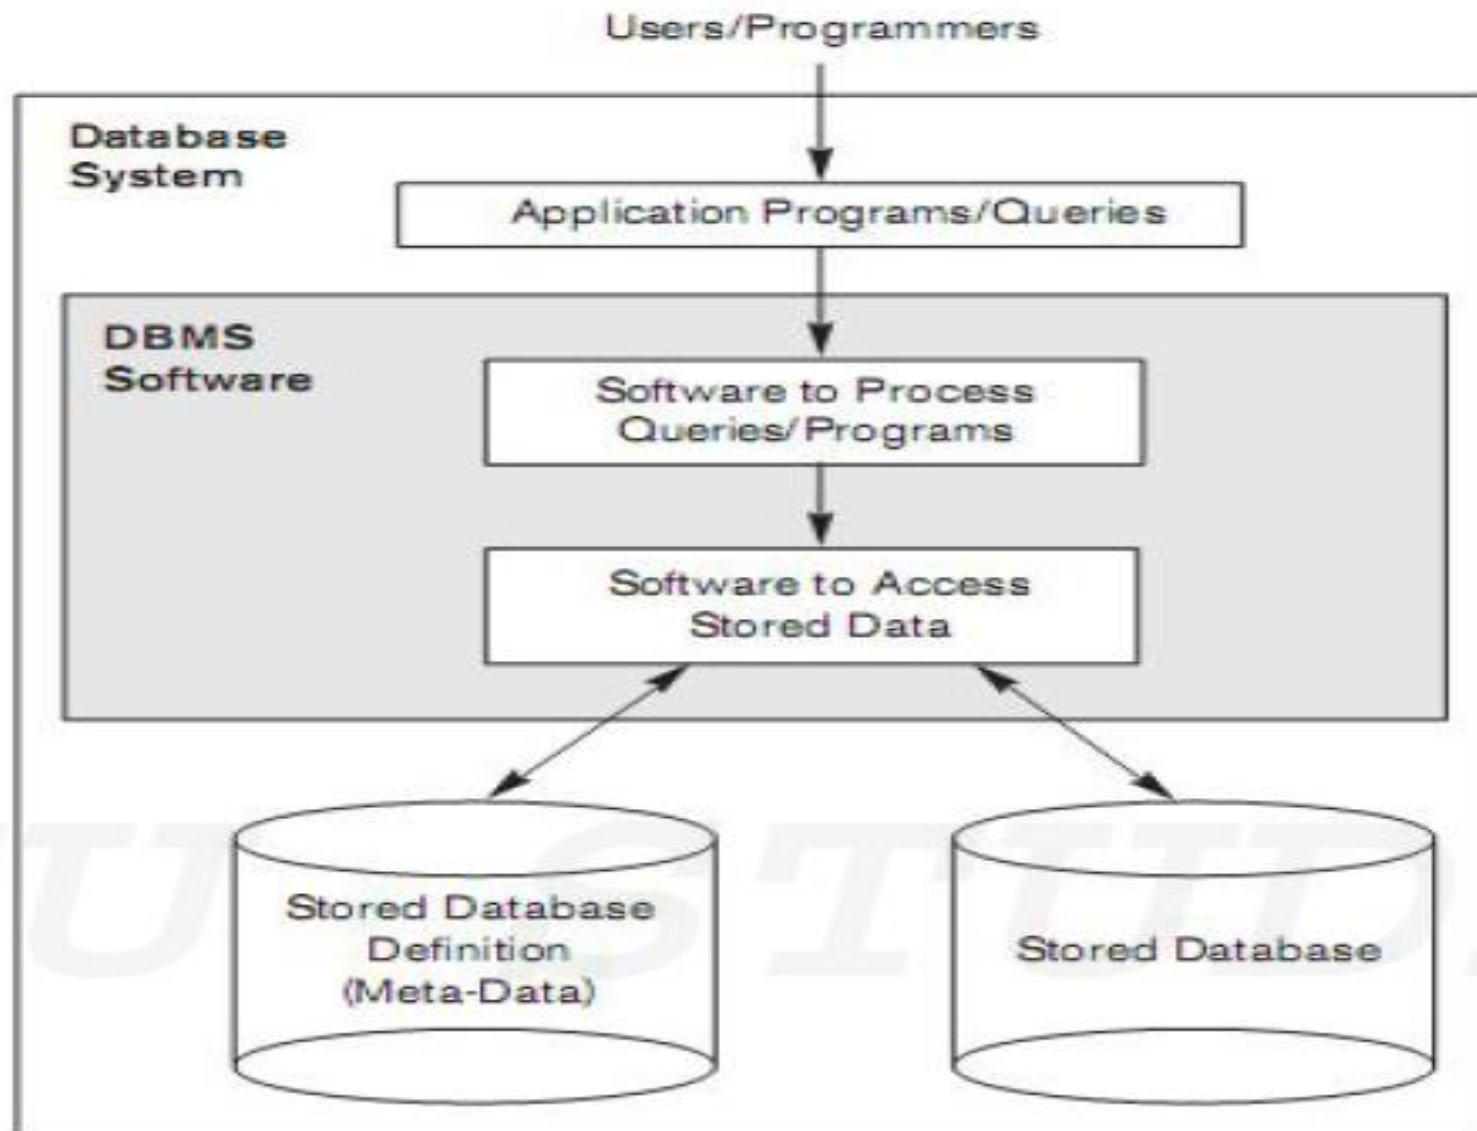 Users/Programmers
Database
System
Application Programs/Queries
DBMS
Software
Software to Process
Queries/Programs
Software to Access
Stored Data
Stored Database
Definition
(Meta-Data)
Stored Database
U STUD